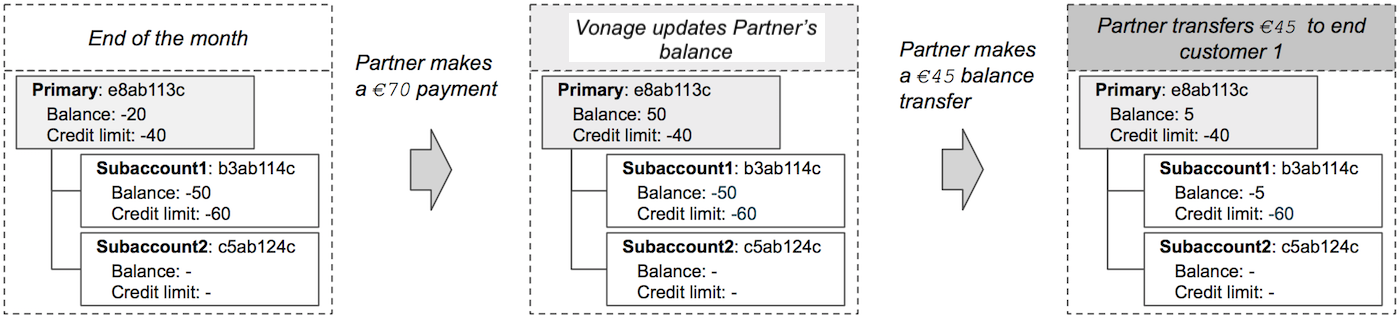 End of the month
Primary: e8ab113c
Balance: -20
Credit limit: -40
Subaccount1: b3ab114c
Balance: -50
Credit limit: -60
Subaccount2: c5ab124c
Balance: -
Credit limit: -
Partner makes
a €70 payment
Vonage updates Partner's
balance
Primary: e8ab113c
Balance: 50
Credit limit: -40
Subaccount1: b3ab114c
Balance: -50
Credit limit: -60
Subaccount2: c5ab124c
Balance: -
Credit limit: -
Partner makes
a €45 balance
transfer
Partner transfers €45 to end
customer 1
Primary: e8ab113c
Balance: 5
Credit limit: -40
Subaccount1: b3ab114c
Balance: -5
Credit limit: -60
Subaccount2: c5ab124c
Balance: -
Credit limit: -